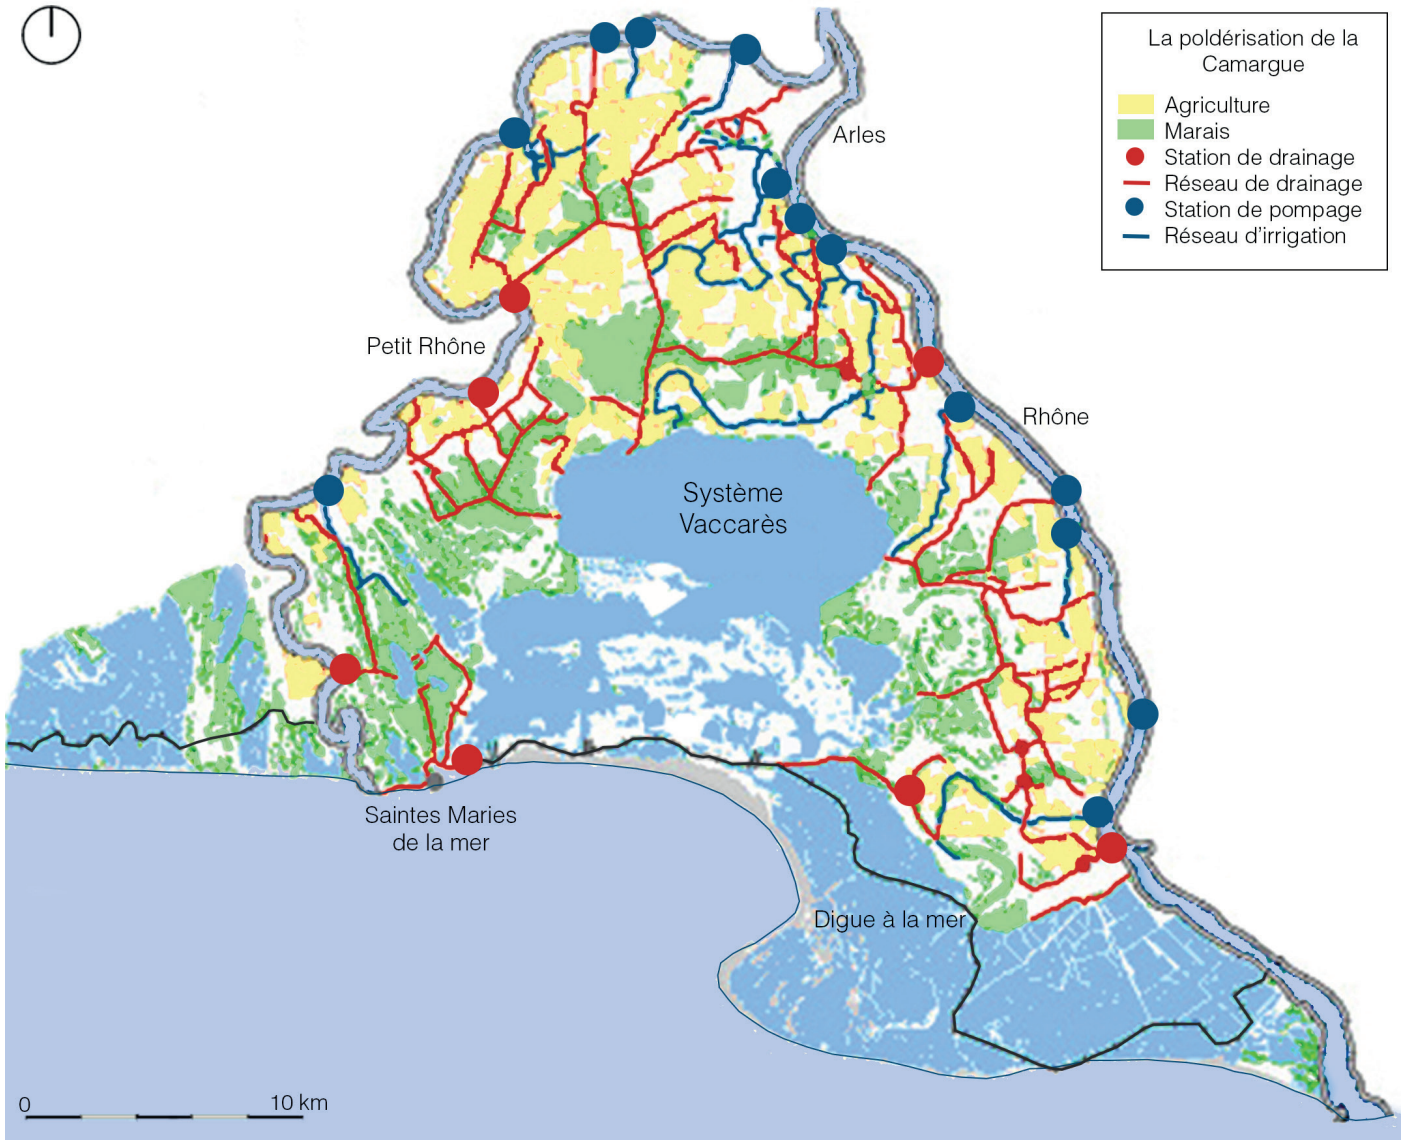 La poldérisation de la
Camargue
Agriculture
Marais
Station de drainage
Réseau de drainage
Station de pompage
Réseau d'irrigation
Arles
Petit Rhône
Rhône
Système
Vaccarès
Saintes Maries
de la mer
Digue à la mer
0
10 km